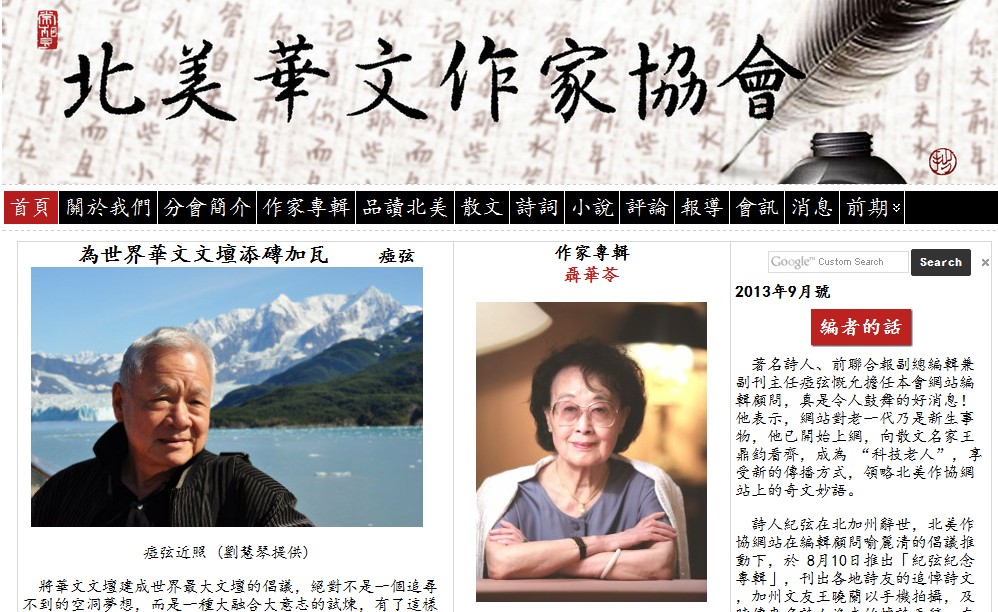 北美華文作家協會
首頁 關於我們 分會簡介 作家專輯 品讀北美 散文 詩詞 小說 評論 報導 會訊 消息 前期
為世界華文文壇添磚加瓦 瘂弦
瘂弦近照 (劉慧琴提供)
將華文文壇建成世界最大文壇的倡議，絕對不是一個追尋
不到的空洞夢想，而是一種大融合大意志的試煉，有了這樣
作家專輯
聶華苓
Google™ Custom Search Search ×
2013年9月號
编者的話
著名詩人、前聯合報副總編輯兼
副刊主任瘂弦慨允擔任本會網站編
輯顧問，真是令人鼓舞的好消息！
他表示，網站對老一代乃是新生事
物，他已開始上網，向散文名家王
鼎鈞看齊，成為 “科技老人”，享
受新的傳播方式，領略北美作協網
站上的奇文妙語。
詩人紀弦在北加州辭世，北美作
協網站在編輯顧問喻麗清的倡議推
動下，於 8月10日推出「紀弦紀念
專輯」，刊出各地詩友的追悼詩文
，加州文友王曉蘭以手機拍攝，及